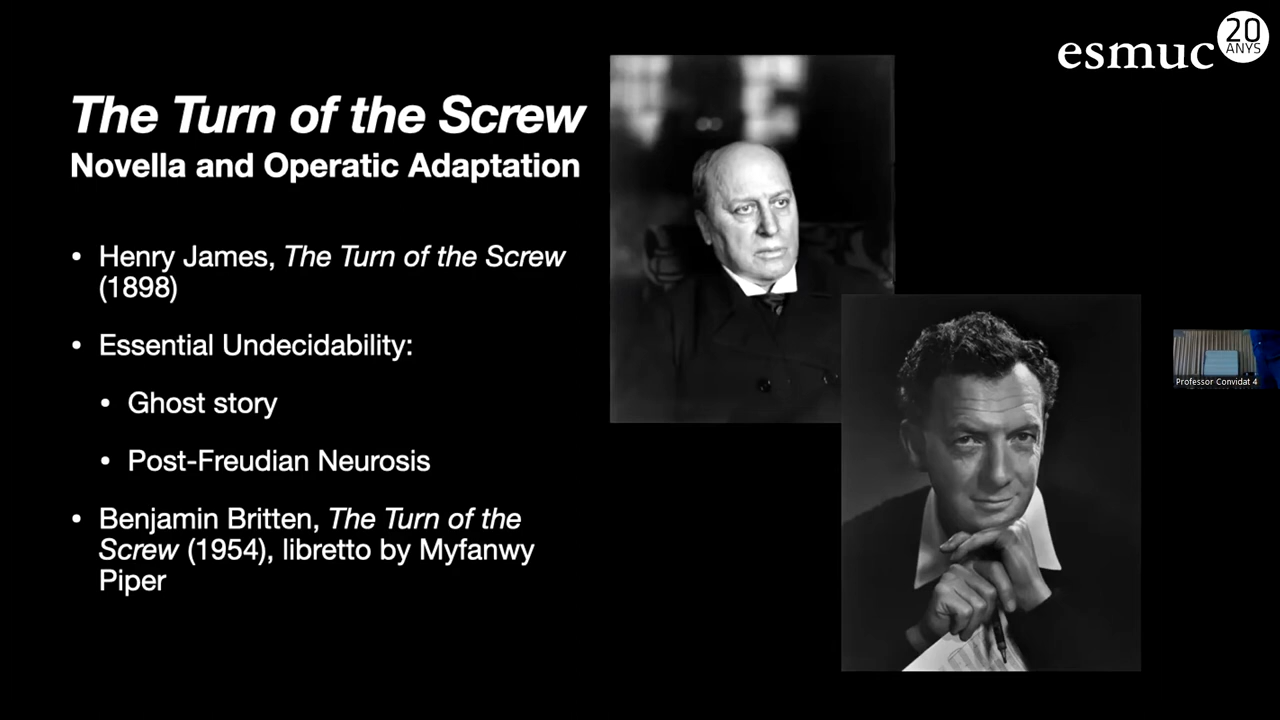 esmuc
20
ANYS
The Turn of the Screw
Novella and Operatic Adaptation
• Henry James, The Turn of the Screw
(1898)
• Essential Undecidability:
• Ghost story
• Post-Freudian Neurosis
• Benjamin Britten, The Turn of the
Screw (1954), libretto by Myfanwy
Piper
Professor Convidat 4